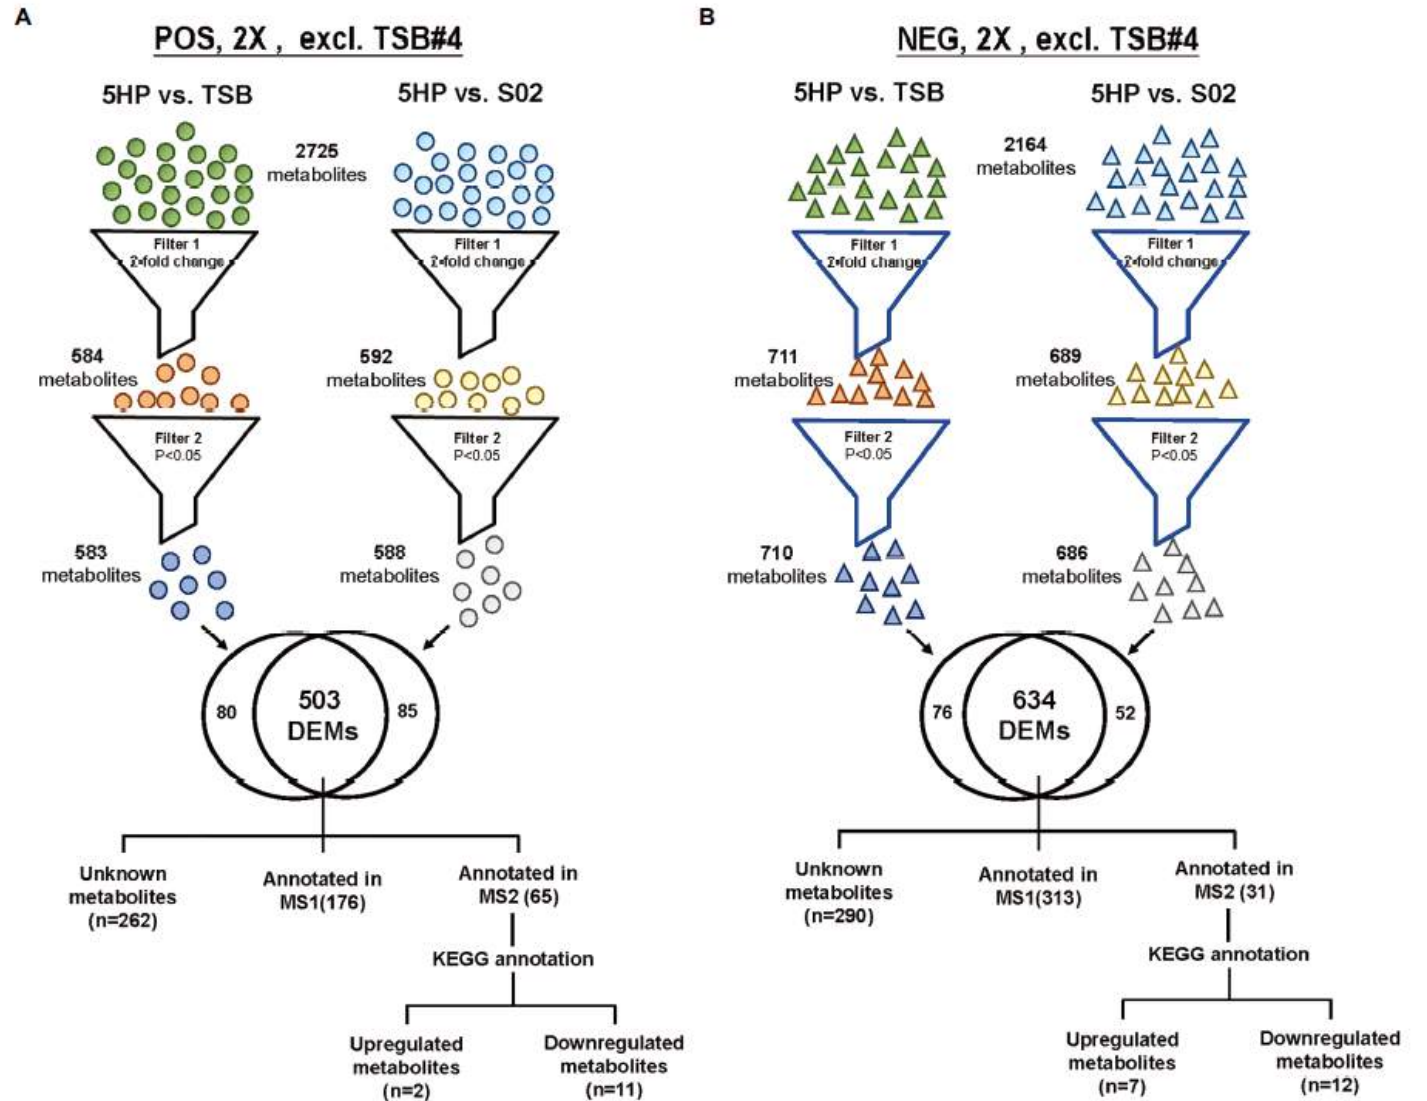 A
POS, 2X , excl. TSB#4
5HP vs. TSB
5HP vs. S02
2725
metabolites
Filter 1
2-fold change
Filter 1
2-fold change
584
metabolites
592
metabolites
Filter 2
P<0.05
Filter 2
P<0.05
583
metabolites
588
metabolites
80
503
DEMs
85
Unknown
metabolites
(n=262)
Annotated in
MS1(176)
Annotated in
MS2 (65)
KEGG annotation
Upregulated
metabolites
(n=2)
Downregulated
metabolites
(n=11)
B
NEG, 2X , excl. TSB#4
5HP vs. TSB
5HP vs. S02
2164
metabolites
Filter 1
2-fold change
Filter 1
2-fold change
711
metabolites
689
metabolites
Filter 2
P<0.05
Filter 2
P<0.05
710
metabolites
686
metabolites
76
634
DEMs
52
Unknown
metabolites
(n=290)
Annotated in
MS1(313)
Annotated in
MS2 (31)
KEGG annotation
Upregulated
metabolites
(n=7)
Downregulated
metabolites
(n=12)